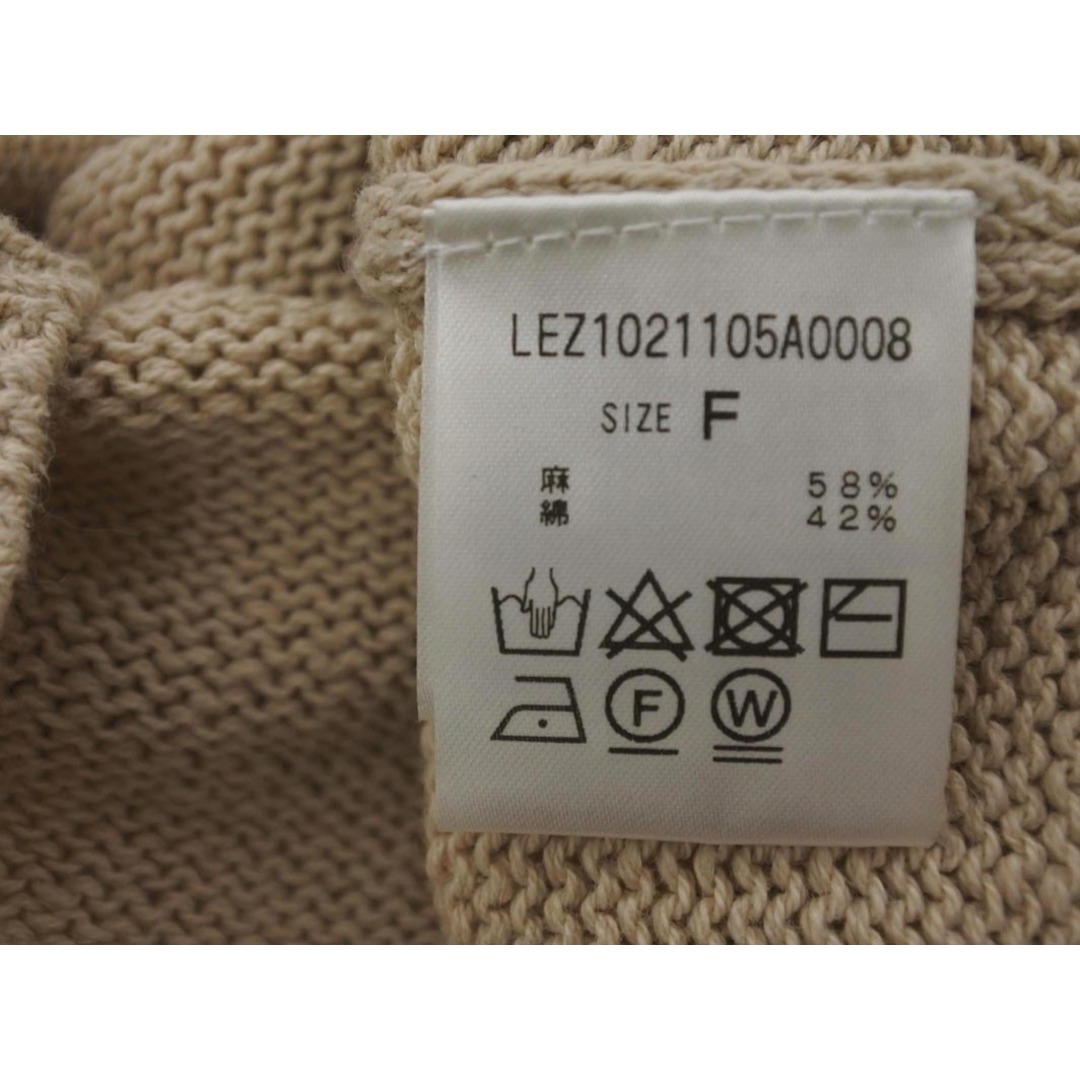 LEZ1021105A0008
SIZE F
麻 58%
綿 42%
F W